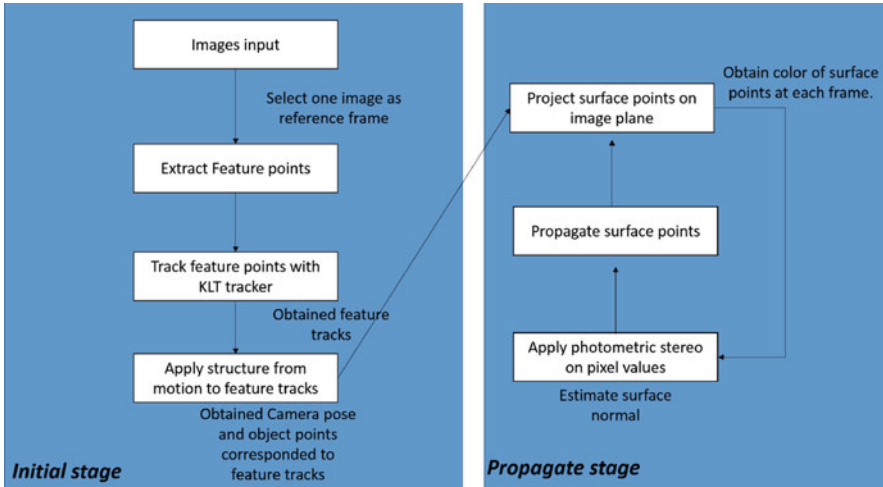 Images input
Select one image as
reference frame
Extract Feature points
Track feature points with
KLT tracker
Obtained feature
tracks
Apply structure from
motion to feature tracks
Obtained Camera pose
and object points
corresponded to
feature tracks
Initial stage
Obtain color of surface
points at each frame.
Project surface points on
image plane
Propagate surface points
Apply photometric stereo
on pixel values
Estimate surface
normal
Propagate stage